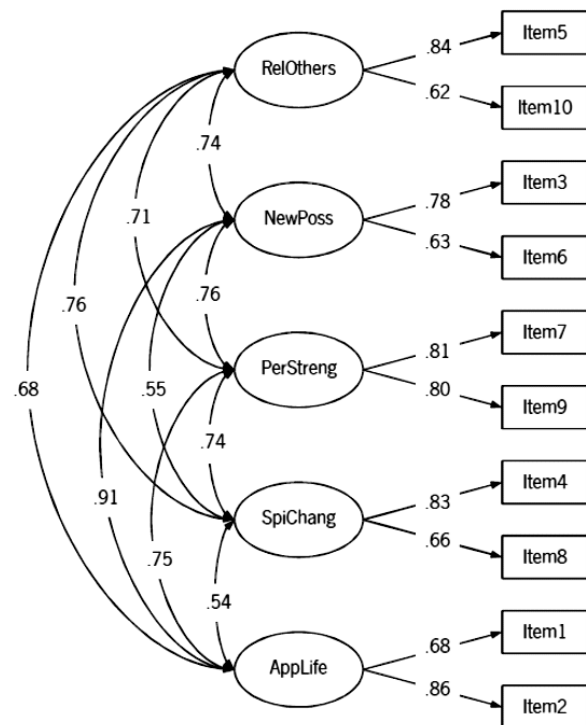 Item5
.84
RelOthers
.62
Item10
.74
Item3
.78
NewPoss
.71
.63
Item6
.76
.76
Item7
.81
PerStreng
.80
.68
.55
Item9
.74
Item4
.83
.91
SpiChang
.66
.75
Item8
.54
Item1
.68
AppLife
.86
Item2